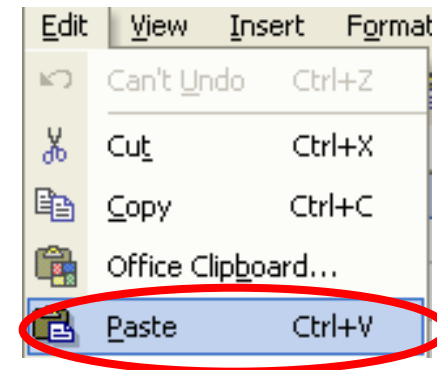 Edit View Insert Format
Can't Undo Ctrl+Z
Cut Ctrl+X
Copy Ctrl+C
Office Clipboard...
Paste Ctrl+V